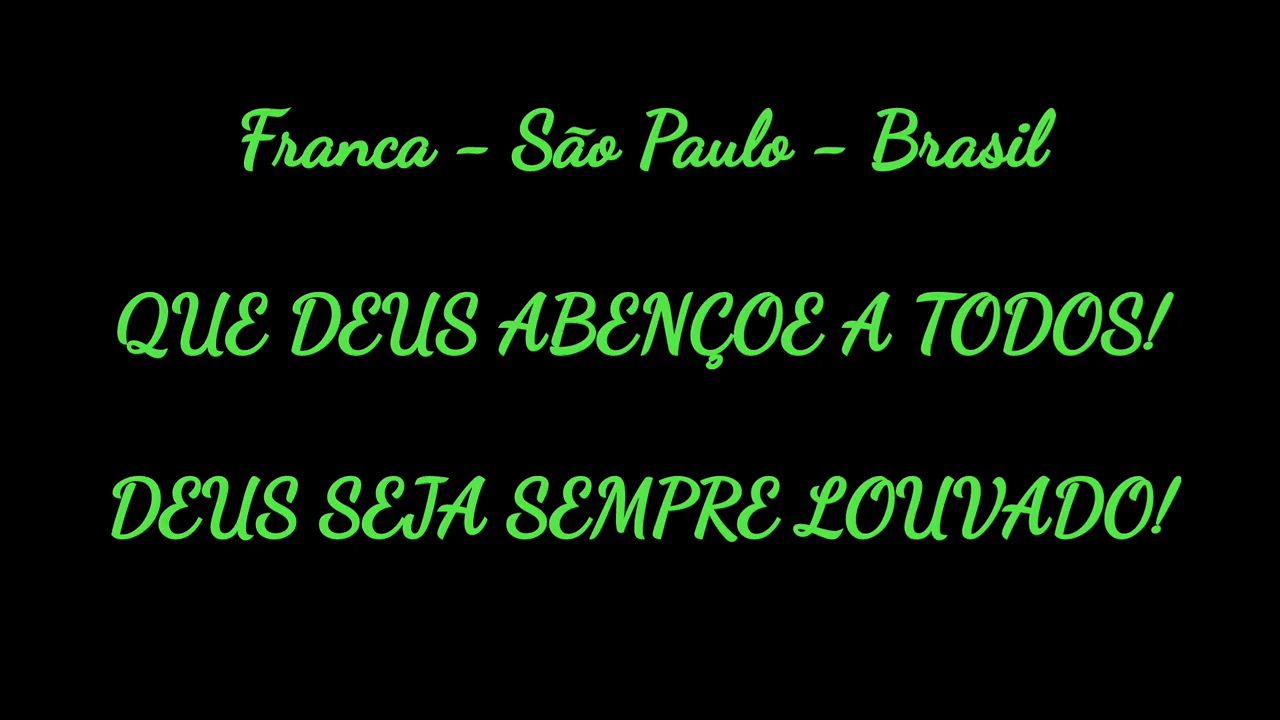 Franca - São Paulo - Brasil
QUE DEUS ABENÇOE A TODOS!
DEUS SEJA SEMPRE LOUVADO!